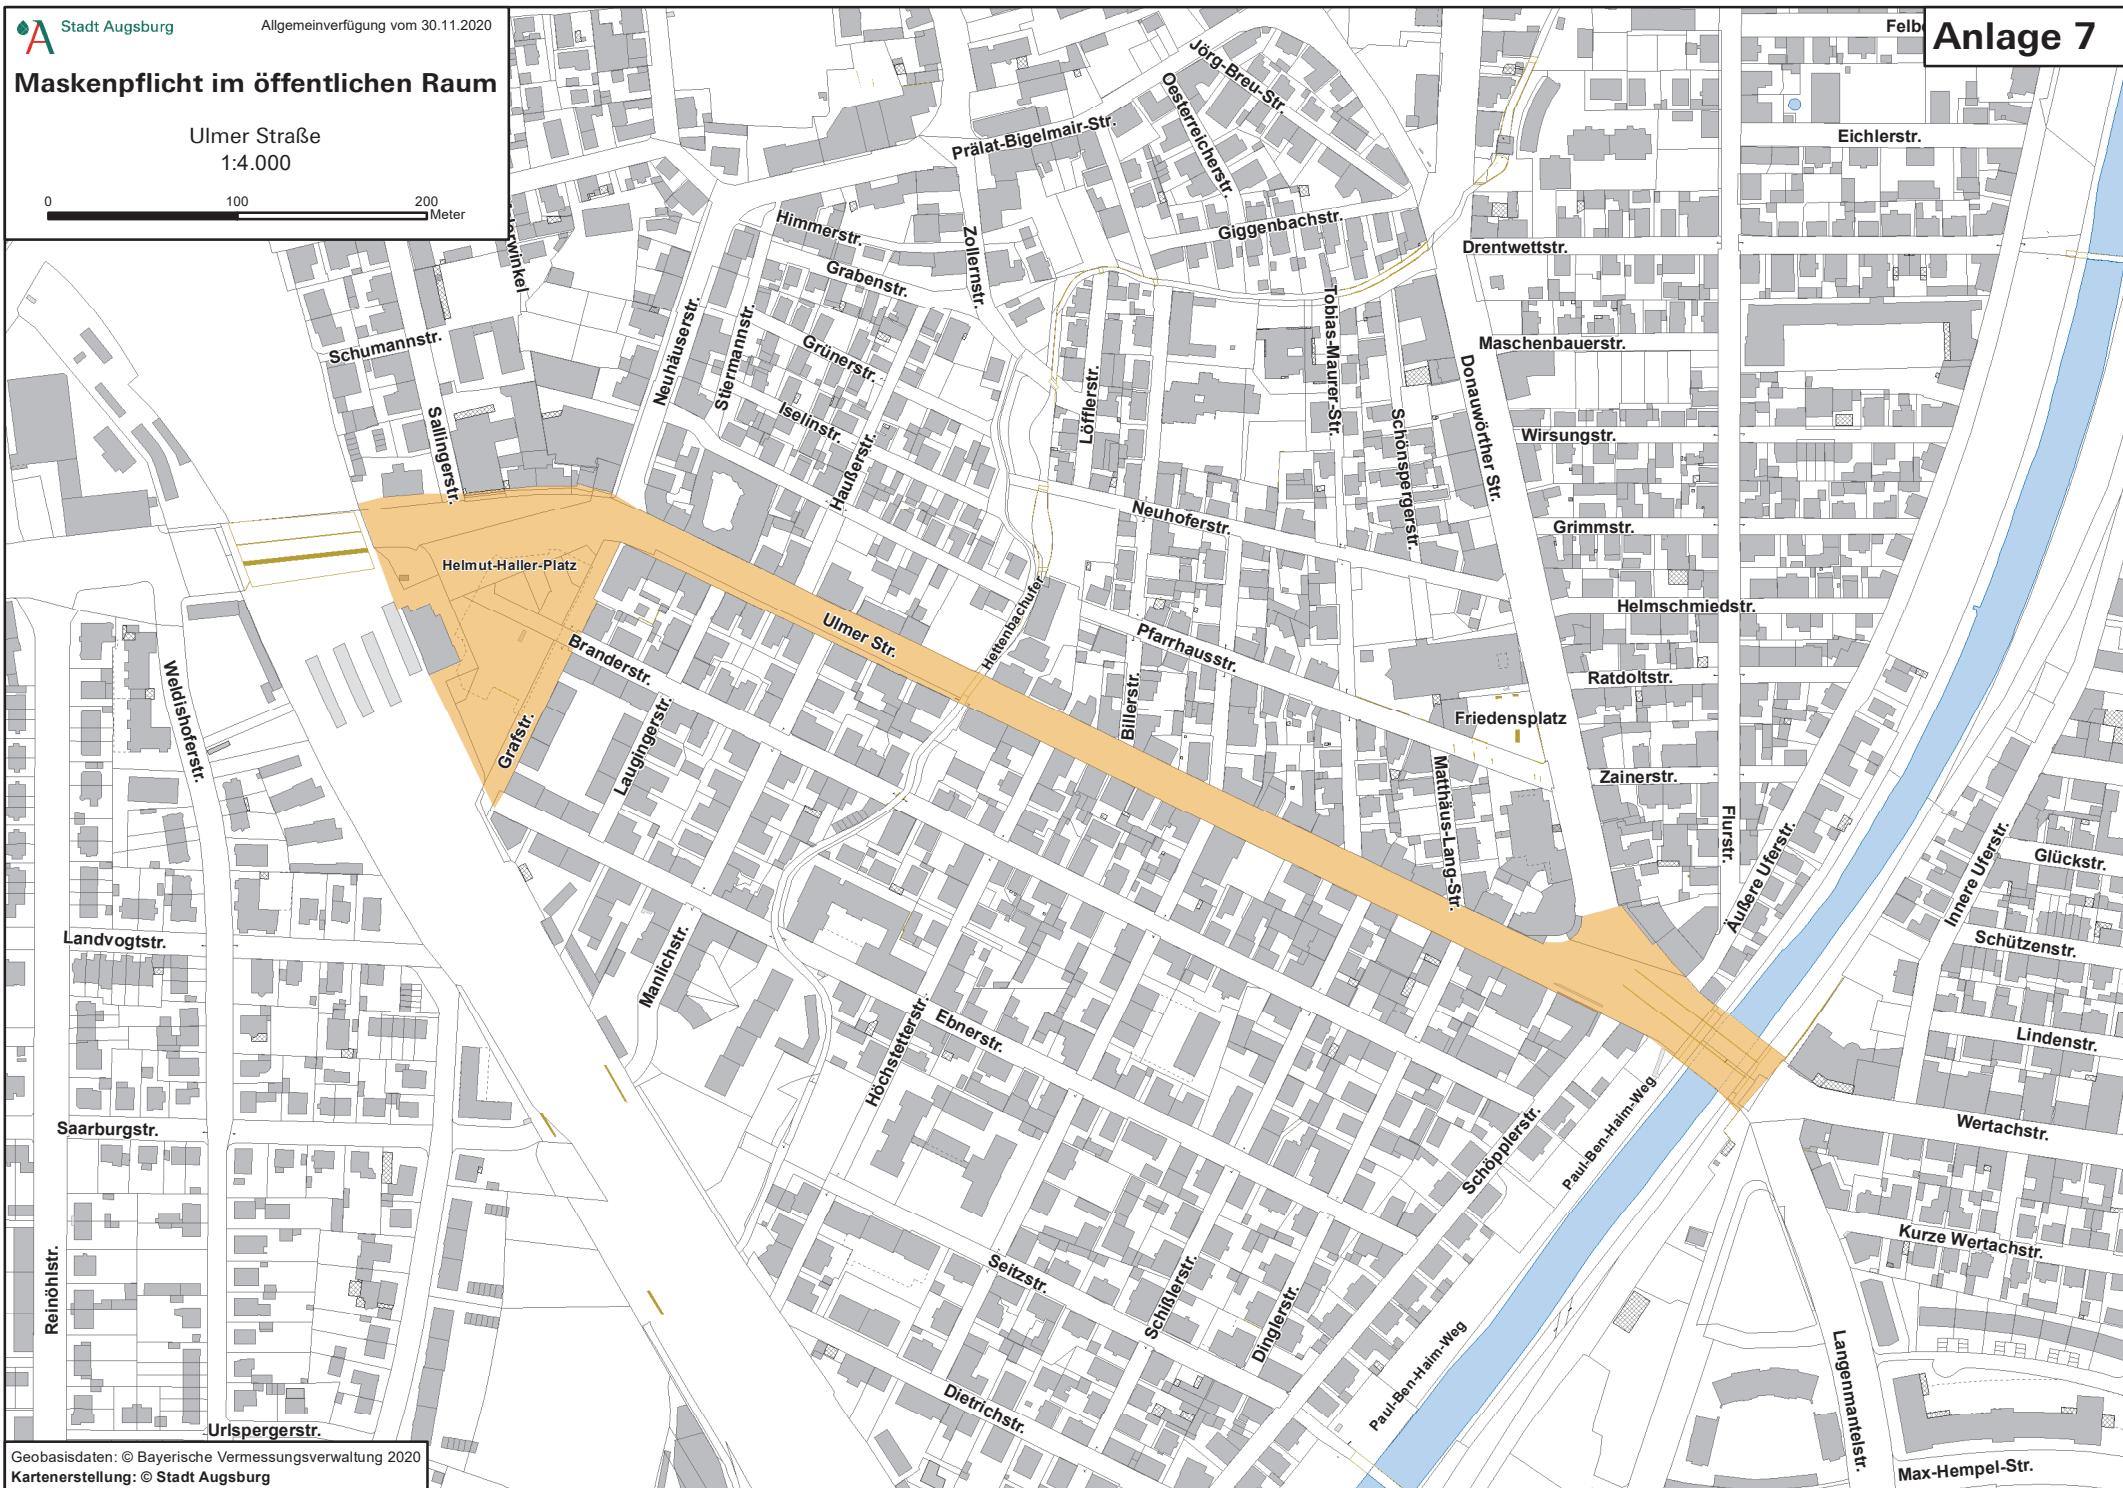 Stadt Augsburg
Allgemeinverfügung vom 30.11.2020
Maskenpflicht im öffentlichen Raum
Ulmer Straße
1:4.000
0 100 200
Meter
Anlage 7
Jörg-Breu-Str.
Oesterreicherstr.
Prälat-Bigelmair-Str.
Eichlerstr.
Himmerstr.
Zollernstr.
Giggenbachstr.
Drentwettstr.
Grabenstr.
Neuhäuserstr.
Stiermannstr.
Schumannstr.
Grünerstr.
Tobias-Maurer-Str.
Maschenbauerstr.
Löfflerstr.
Donauwörther Str.
Sallingerstr.
Iselinstr.
Haußerstr.
Schönspergerstr.
Wirsungstr.
Neuhoferstr.
Grimmstr.
Helmut-Haller-Platz
Hettenbachufer
Helmschmiedstr.
Ulmer Str.
Pfarrhausstr.
Branderstr.
Weldishoferstr.
Ratdoltstr.
Billerstr.
Friedensplatz
Grafstr.
Laugingerstr.
Zainerstr.
Matthäus-Lang-Str.
Flurstr.
Äußere Uferstr.
Innere Uferstr.
Glückstr.
Landvogtstr.
Schützenstr.
Manlichstr.
Höchstetterstr.
Ebnerstr.
Lindenstr.
Saarburgstr.
Schöpplerstr.
Paul-Ben-Haim-Weg
Wertachstr.
Kurze Wertachstr.
Reinöhlstr.
Seitzstr.
Schißlerstr.
Dinglerstr.
Paul-Ben-Haim-Weg
Langenmantelstr.
Dietrichstr.
Urlspergerstr.
Max-Hempel-Str.
Geobasisdaten: © Bayerische Vermessungsverwaltung 2020
Kartenerstellung: © Stadt Augsburg